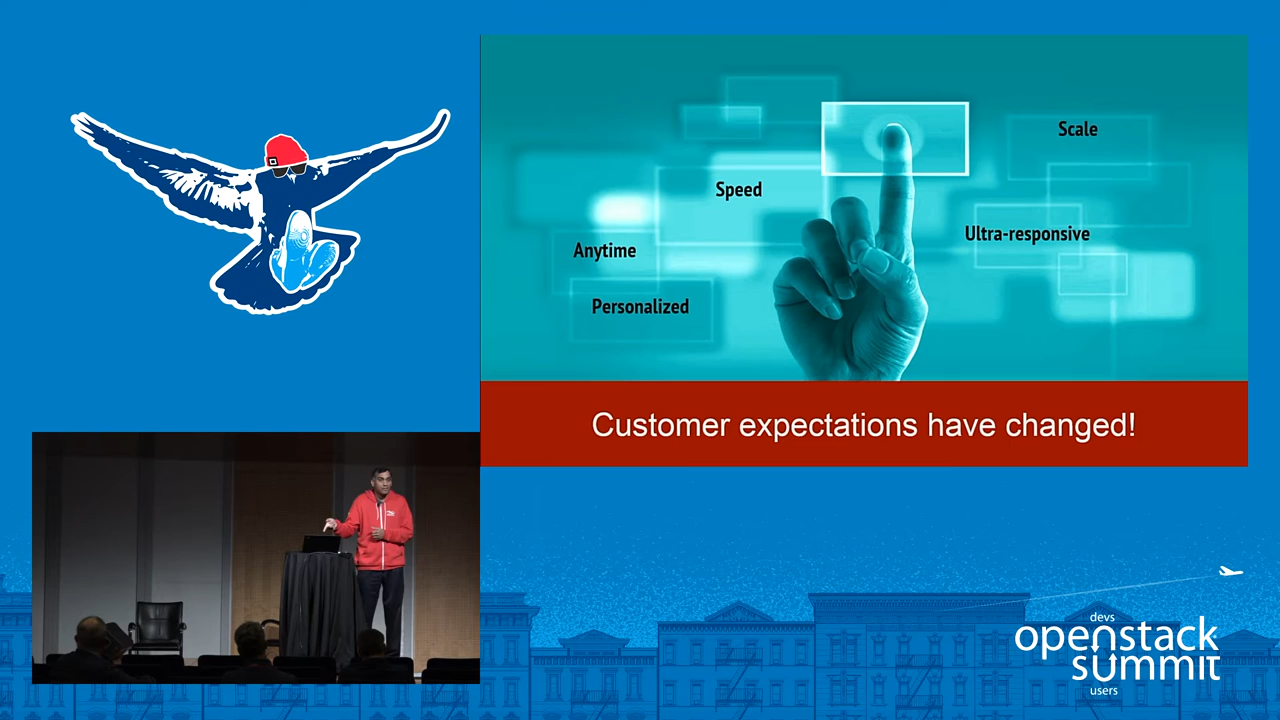 Scale
Speed
Ultra-responsive
Anytime
Personalized
Customer expectations have changed!
devs
openstack
summit
users